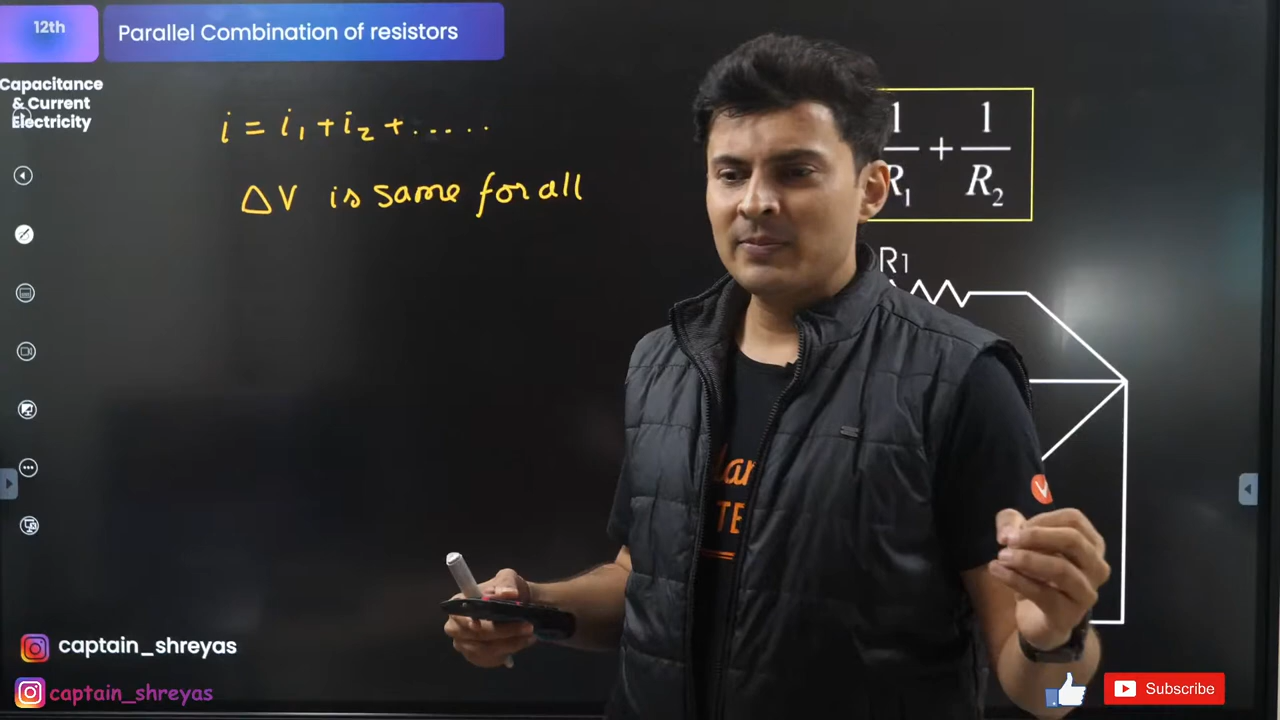 12th
Parallel Combination of resistors
Capacitance
& Current
Electricity
i = i₁ + i₂ + .....
ΔV is same for all
1/R₁ + 1/R₂
R1
captain_shreyas
captain_shreyas
Subscribe